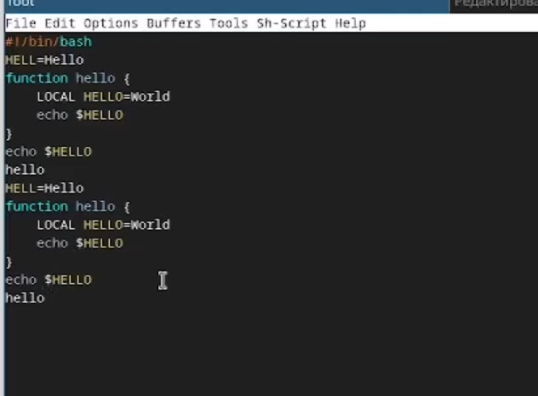 root
Редактирова
File Edit Options Buffers Tools Sh-Script Help
#!/bin/bash
HELL=Hello
function hello {
    LOCAL HELLO=World
    echo $HELLO
}
echo $HELLO
hello
HELL=Hello
function hello {
    LOCAL HELLO=World
    echo $HELLO
}
echo $HELLO
hello